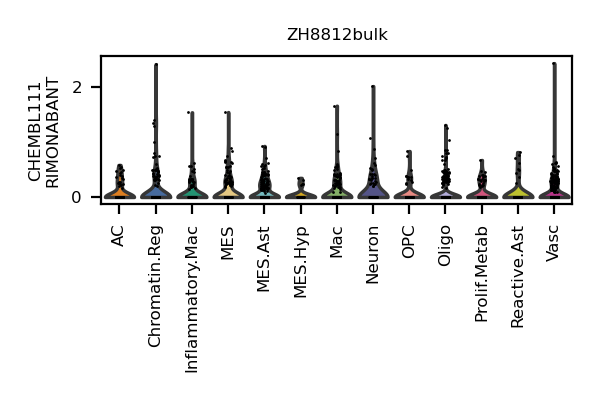 ZH8812bulk
CHEMBL111
RIMONABANT
2
0
AC
Chromatin.Reg
Inflammatory.Mac
MES
MES.Ast
MES.Hyp
Mac
Neuron
OPC
Oligo
Prolif.Metab
Reactive.Ast
Vasc